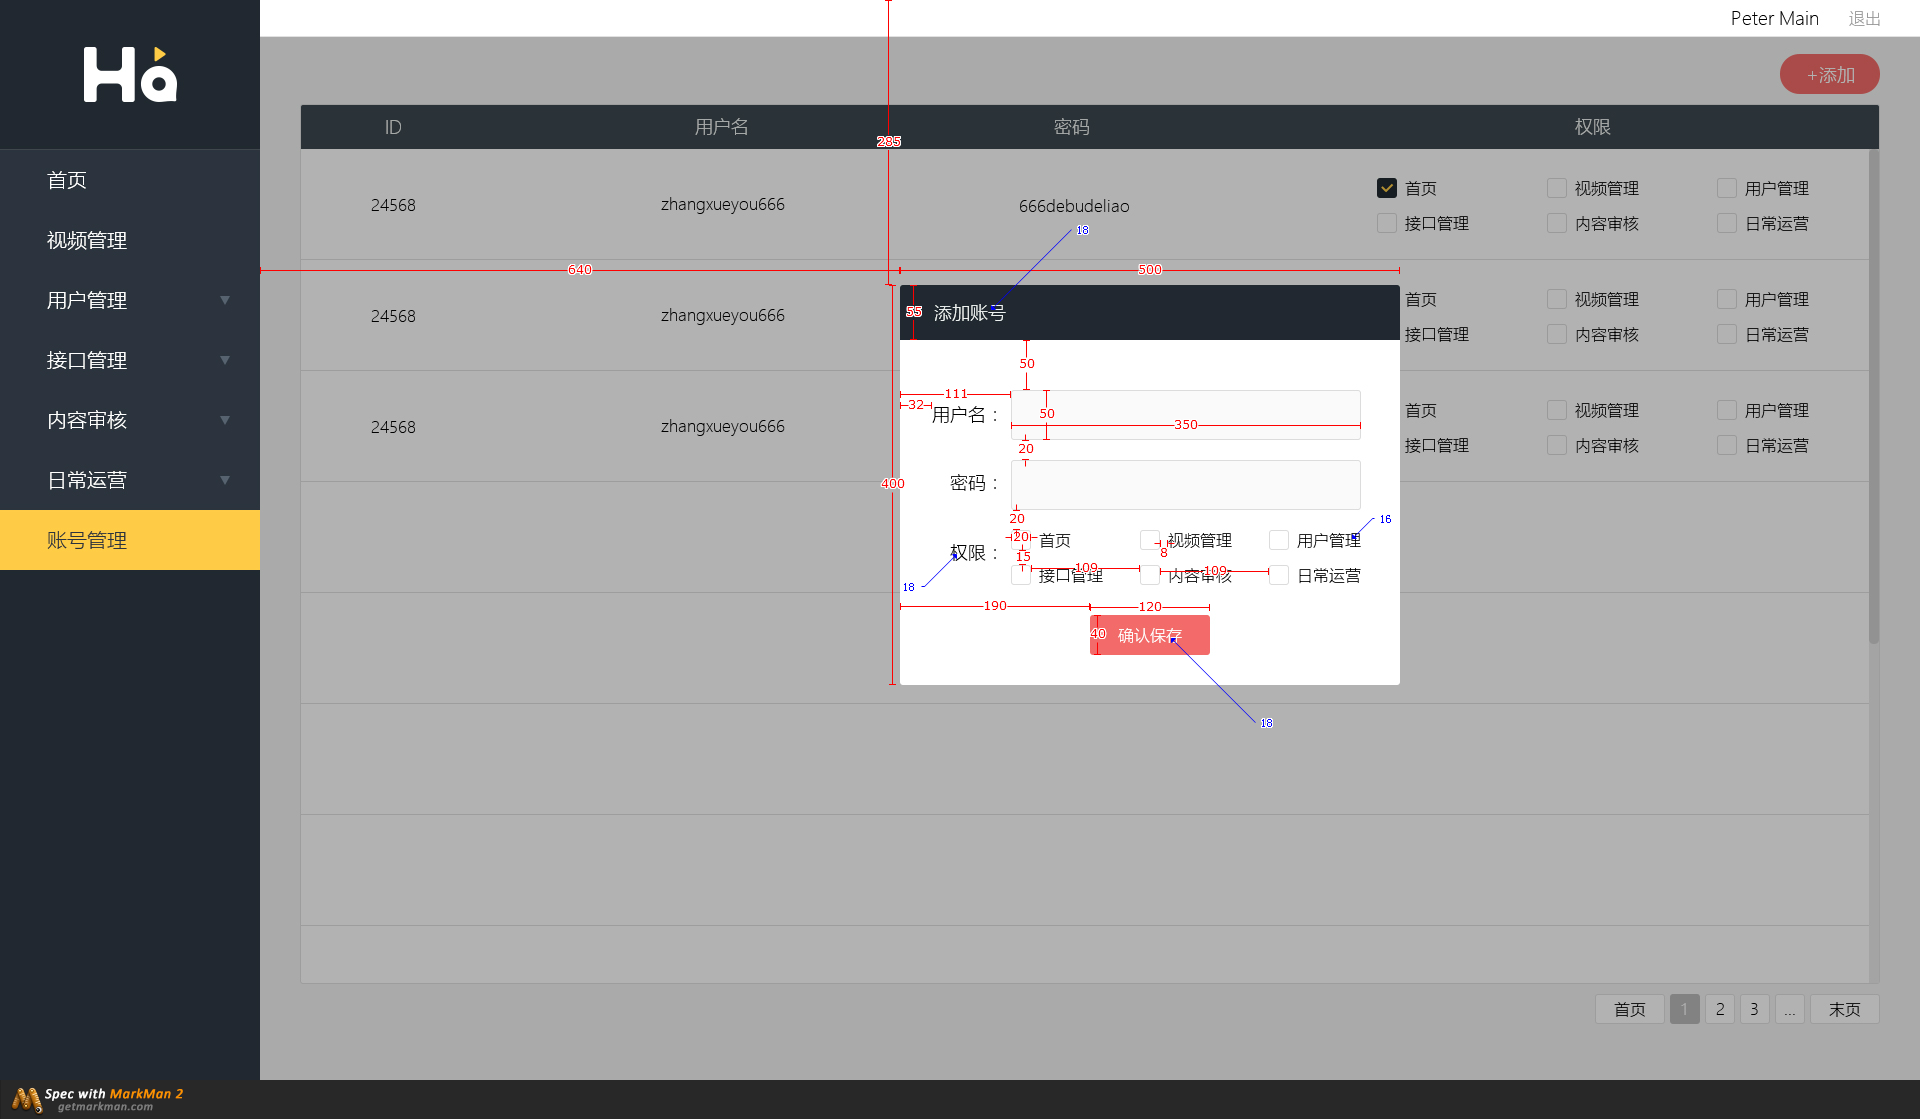 Peter Main 退出
Ha
+添加
ID 用户名 密码 权限
首页
视频管理
用户管理
接口管理
内容审核
日常运营
账号管理
24568 zhangxueyou666 666debudeliao
首页 视频管理 用户管理
接口管理 内容审核 日常运营
24568 zhangxueyou666
首页 视频管理 用户管理
接口管理 内容审核 日常运营
24568 zhangxueyou666
首页 视频管理 用户管理
接口管理 内容审核 日常运营
285
18
640 500
55 添加账号
50
111
32 用户名：
50
350
20
400 密码：
20
16
权限：
20 首页 视频管理 用户管理
15 8
109 109
接口管理 内容审核 日常运营
18
190 120
40 确认保存
18
首页 1 2 3 ... 末页
Spec with MarkMan 2
getmarkman.com